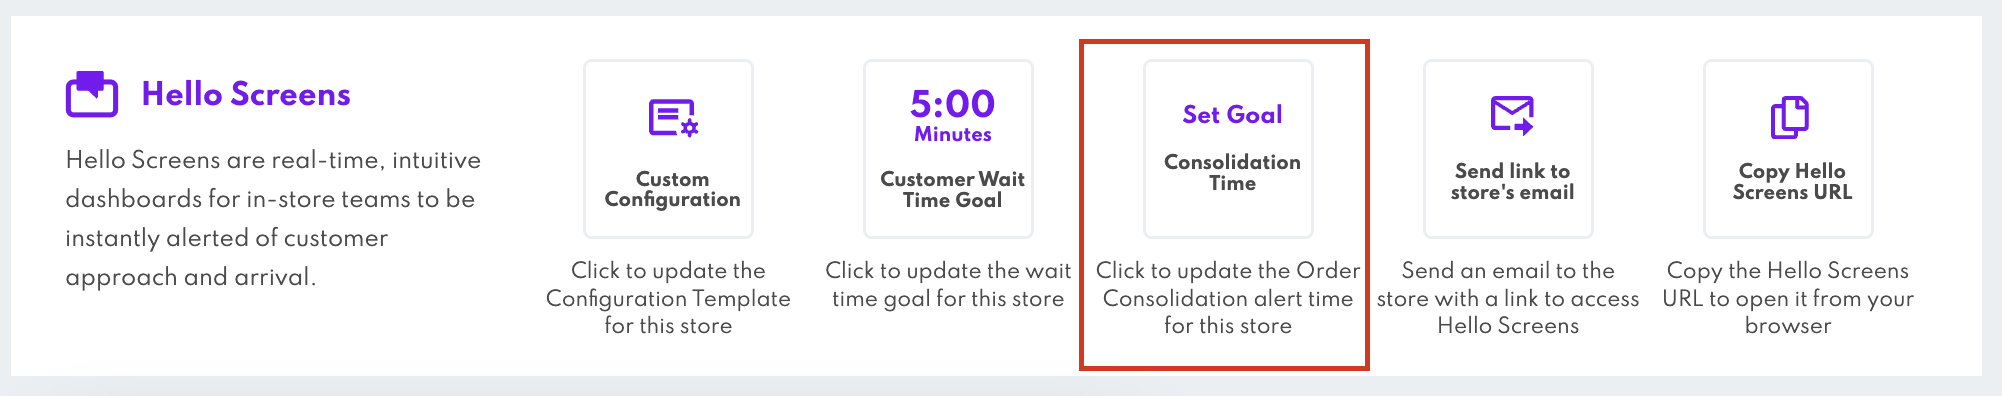 Hello Screens
Hello Screens are real-time, intuitive
dashboards for in-store teams to be
instantly alerted of customer
approach and arrival.
Custom
Configuration
Click to update the
Configuration Template
for this store
5:00
Minutes
Customer Wait
Time Goal
Click to update the wait
time goal for this store
Set Goal
Consolidation
Time
Click to update the Order
Consolidation alert time
for this store
Send link to
store's email
Send an email to the
store with a link to access
Hello Screens
Copy Hello
Screens URL
Copy the Hello Screens
URL to open it from your
browser